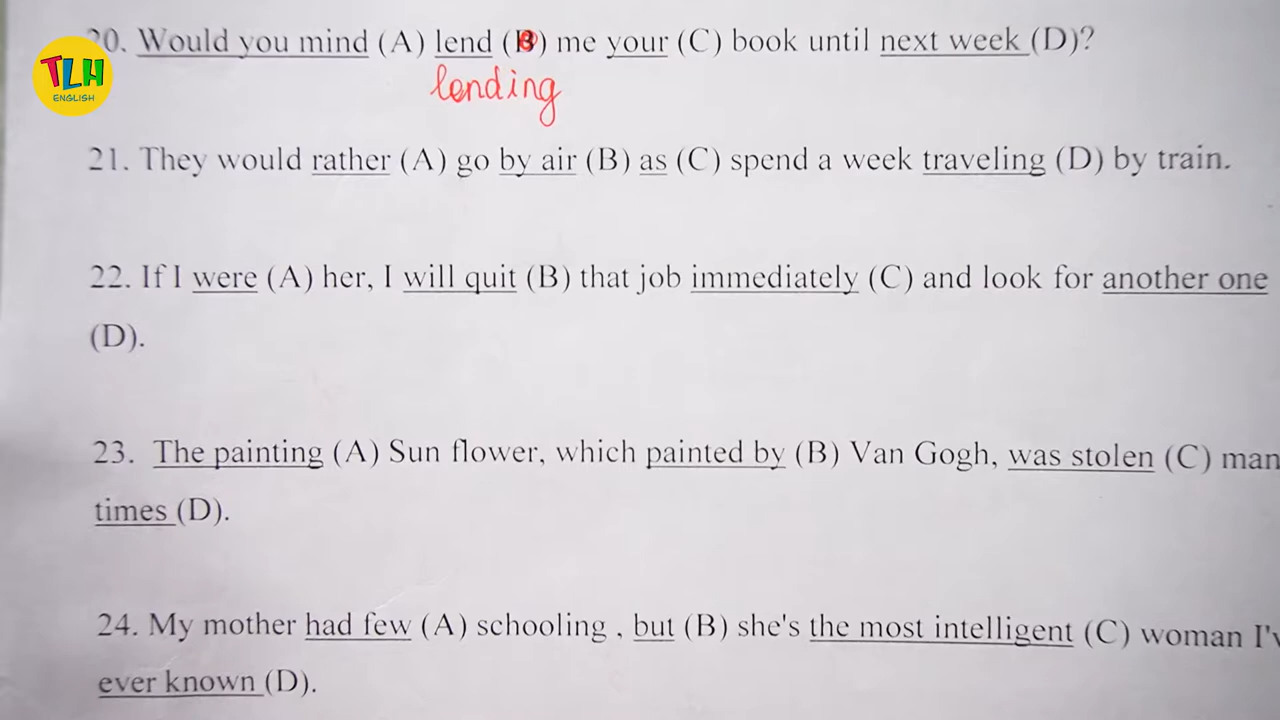 20. Would you mind (A) lend (B) me your (C) book until next week (D)?
TLH
ENGLISH
lending
21. They would rather (A) go by air (B) as (C) spend a week traveling (D) by train.
22. If I were (A) her, I will quit (B) that job immediately (C) and look for another one
(D).
23. The painting (A) Sun flower, which painted by (B) Van Gogh, was stolen (C) man
times (D).
24. My mother had few (A) schooling , but (B) she's the most intelligent (C) woman I'v
ever known (D).